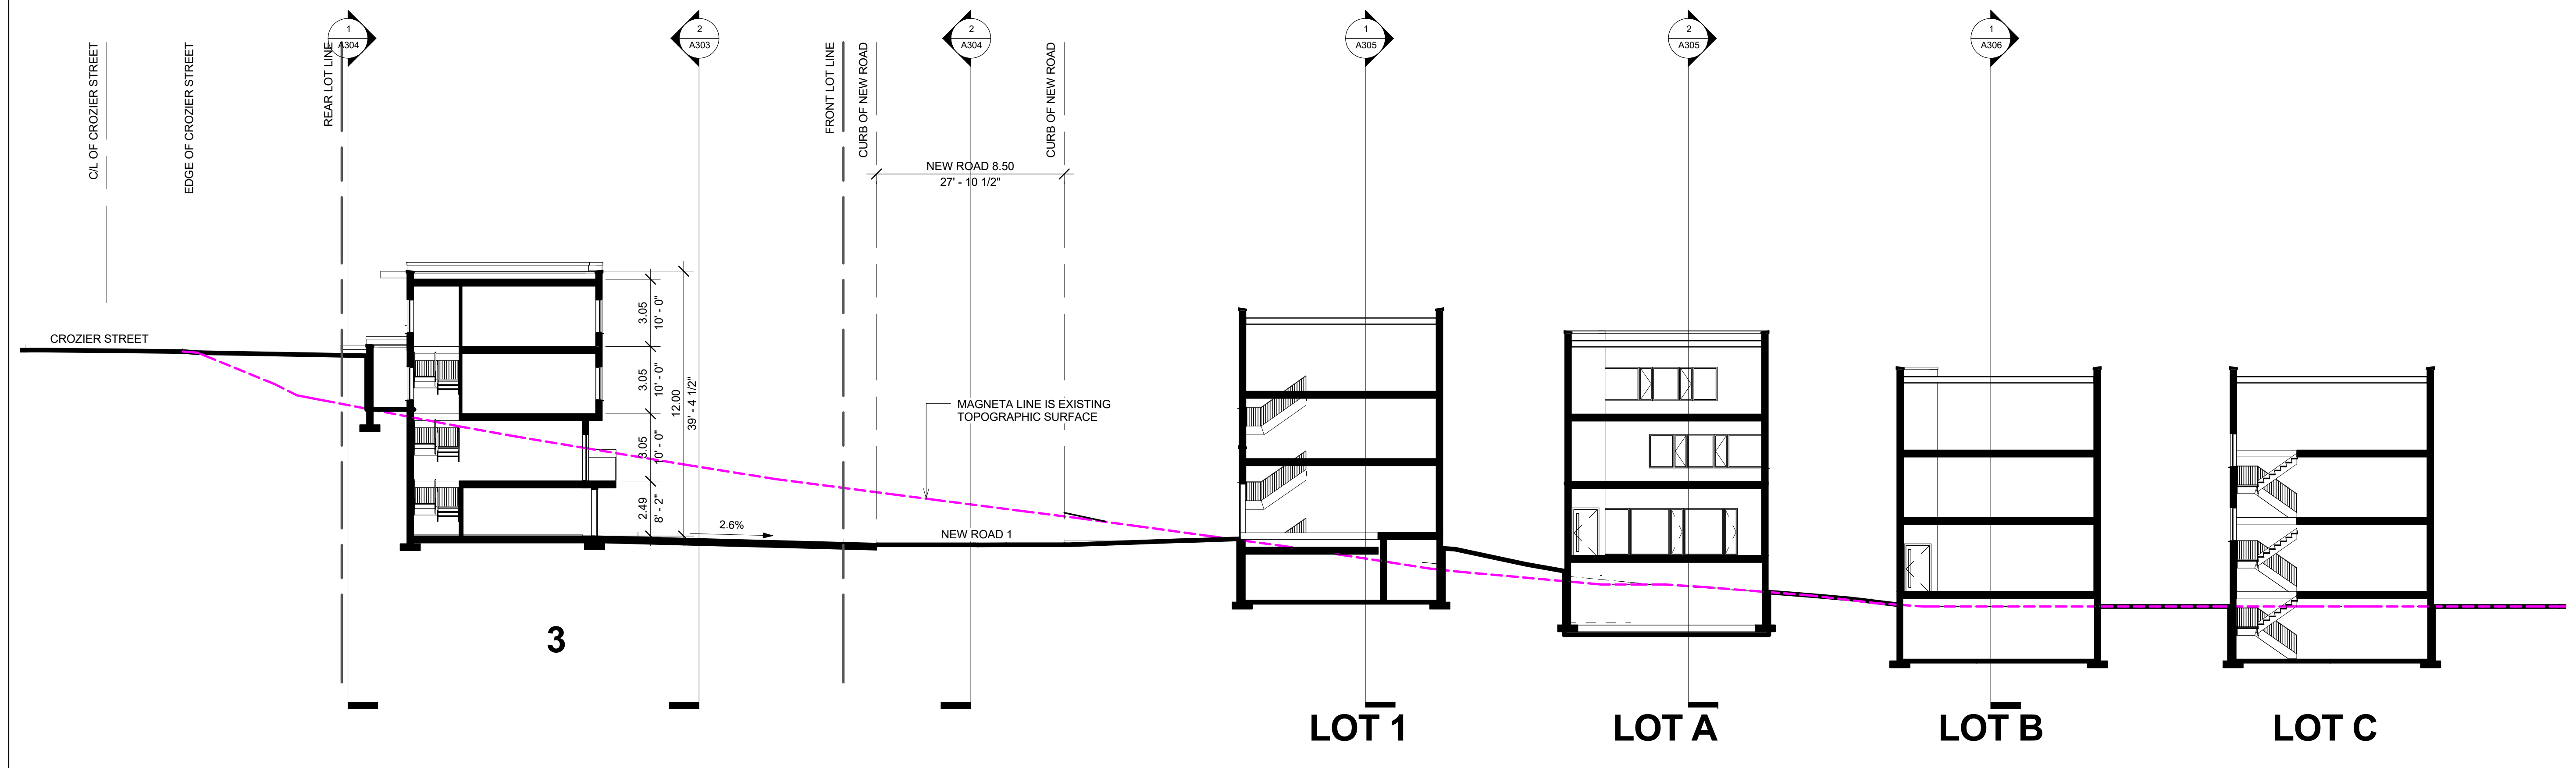 1
A304
2
A303
2
A304
1
A305
2
A305
1
A306
C/L OF CROZIER STREET
EDGE OF CROZIER STREET
REAR LOT LINE
FRONT LOT LINE
CURB OF NEW ROAD
CURB OF NEW ROAD
NEW ROAD 8.50
27' - 10 1/2"
CROZIER STREET
3.05
10' - 0"
3.05
10' - 0"
3.05
10' - 0"
2.49
8' - 2"
12.00
39' - 4 1/2"
MAGNETA LINE IS EXISTING
TOPOGRAPHIC SURFACE
2.6%
NEW ROAD 1
3
LOT 1
LOT A
LOT B
LOT C